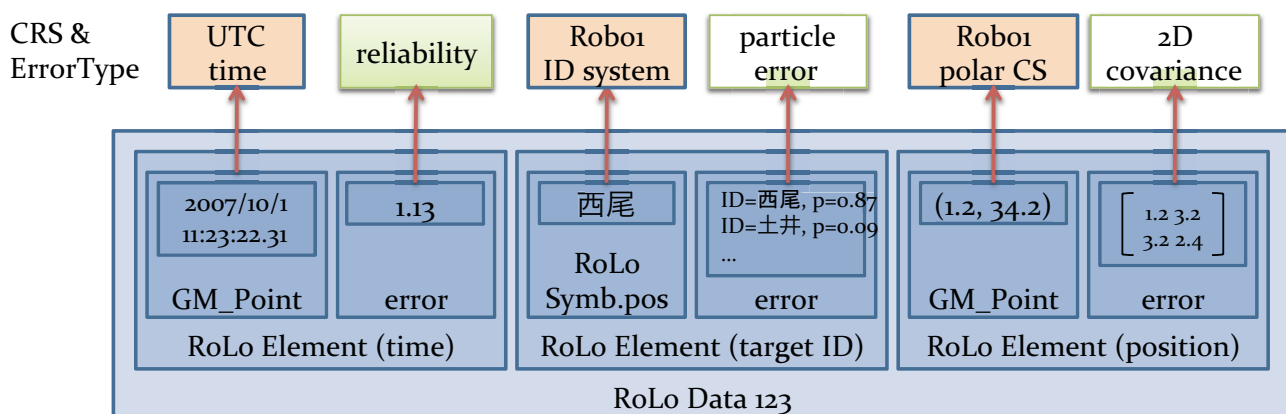 CRS &
ErrorType
UTC
time
reliability
Robo1
ID system
particle
error
Robo1
polar CS
2D
covariance
2007/10/1
11:23:22.31
GM_Point
1.13
error
RoLo Element (time)
西尾
RoLo
Symb.pos
ID=西尾, p=0.87
ID=土井, p=0.09
...
error
RoLo Element (target ID)
(1.2, 34.2)
GM_Point
1.2 3.2
3.2 2.4
error
RoLo Element (position)
RoLo Data 123